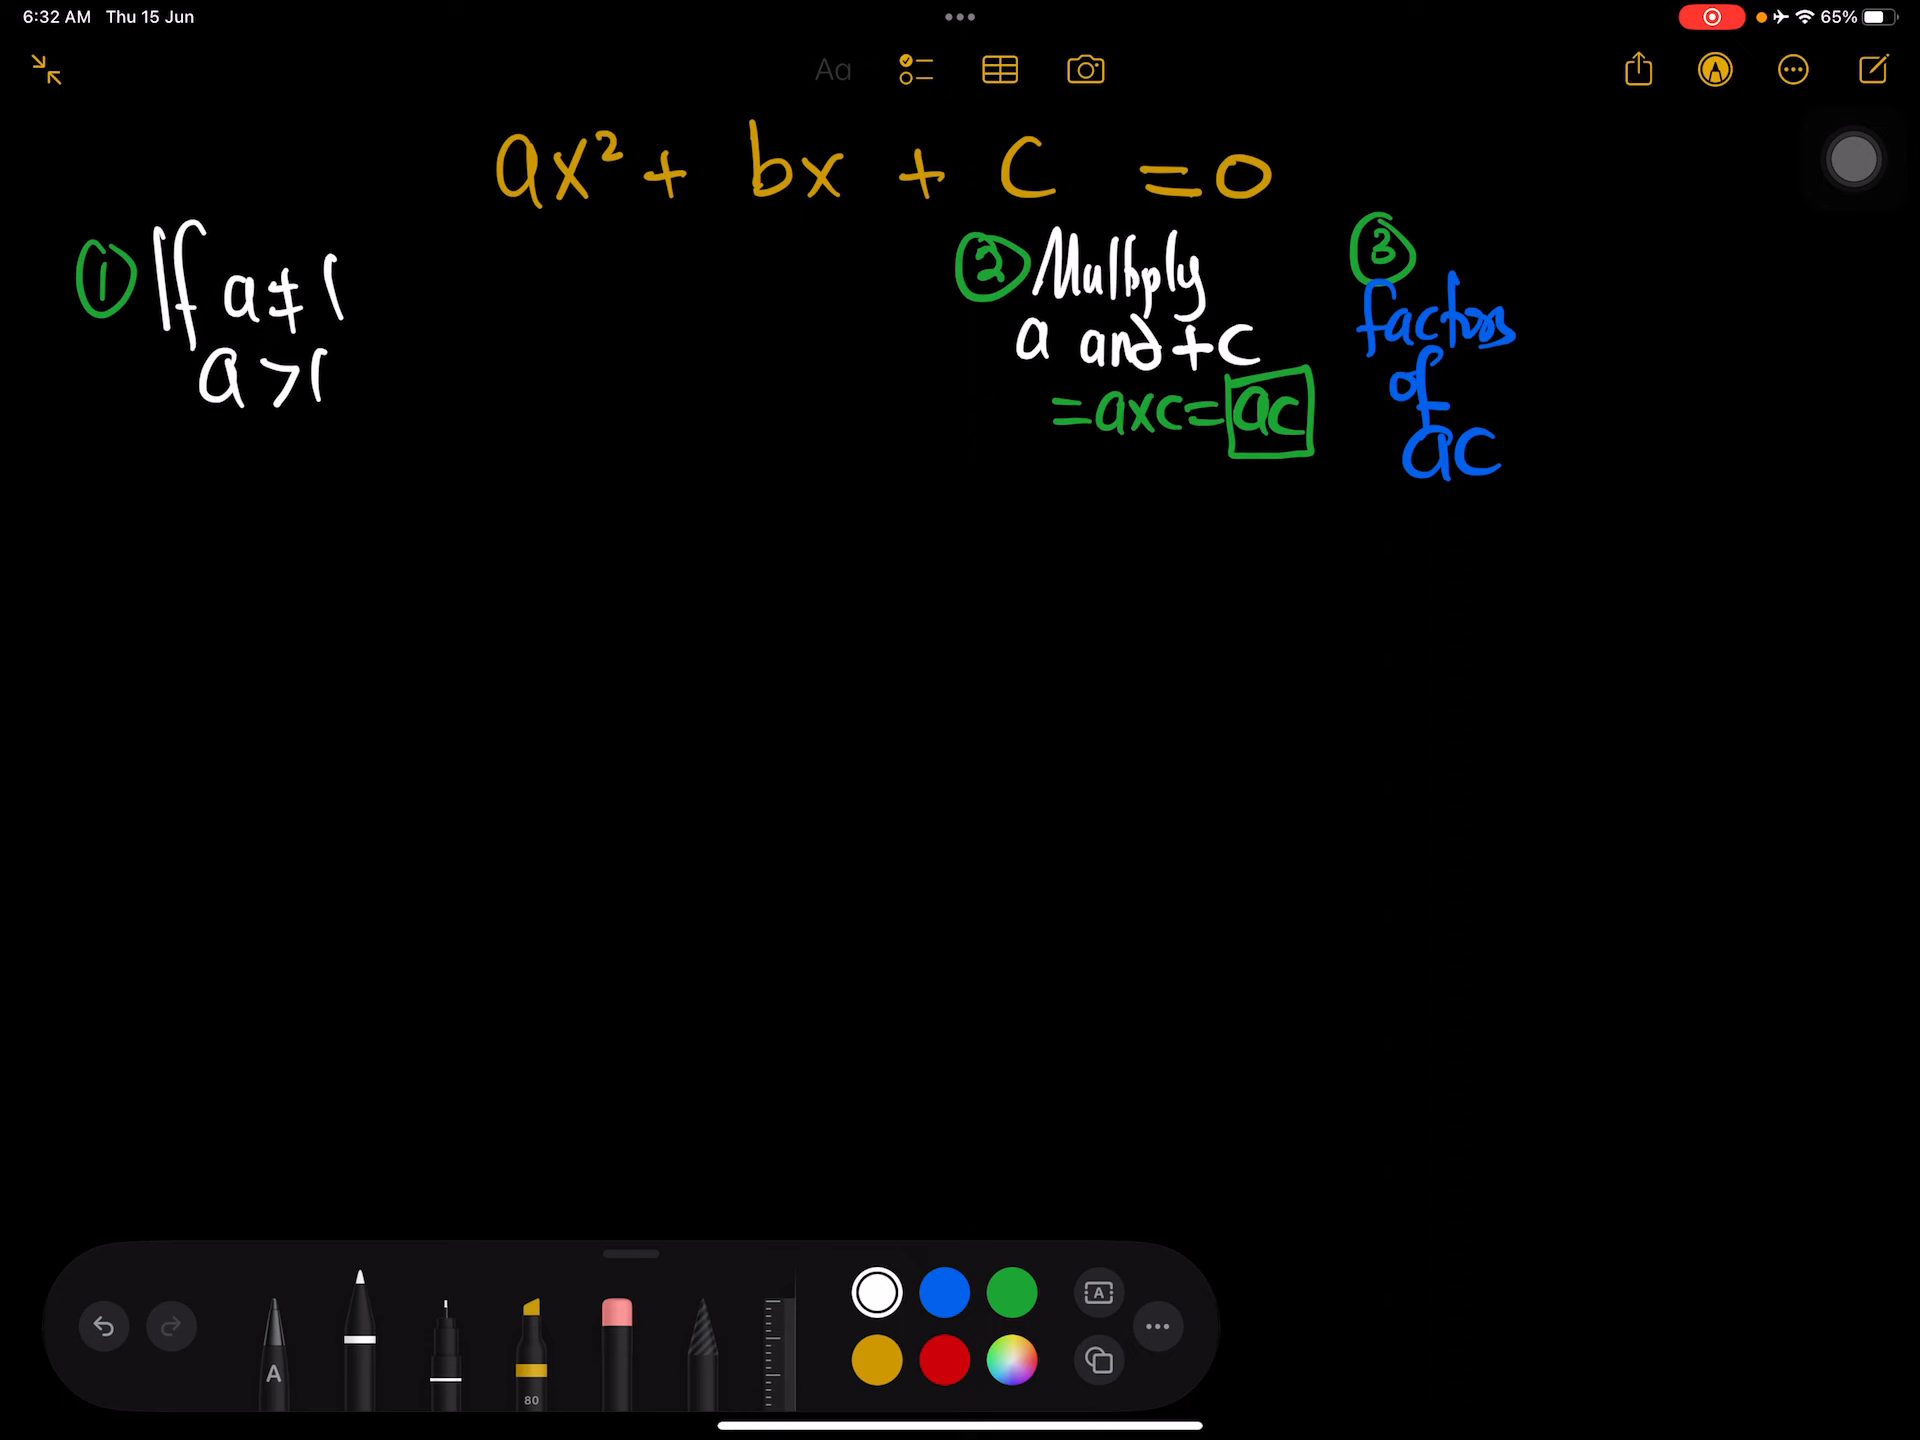 6:32 AM Thu 15 Jun
65%
Aa
ax² + bx + c = 0
① If a ≠ 1
a > 1
② Multiply
a and + c
= axc = ac
③
factors
of
ac
A
80
A